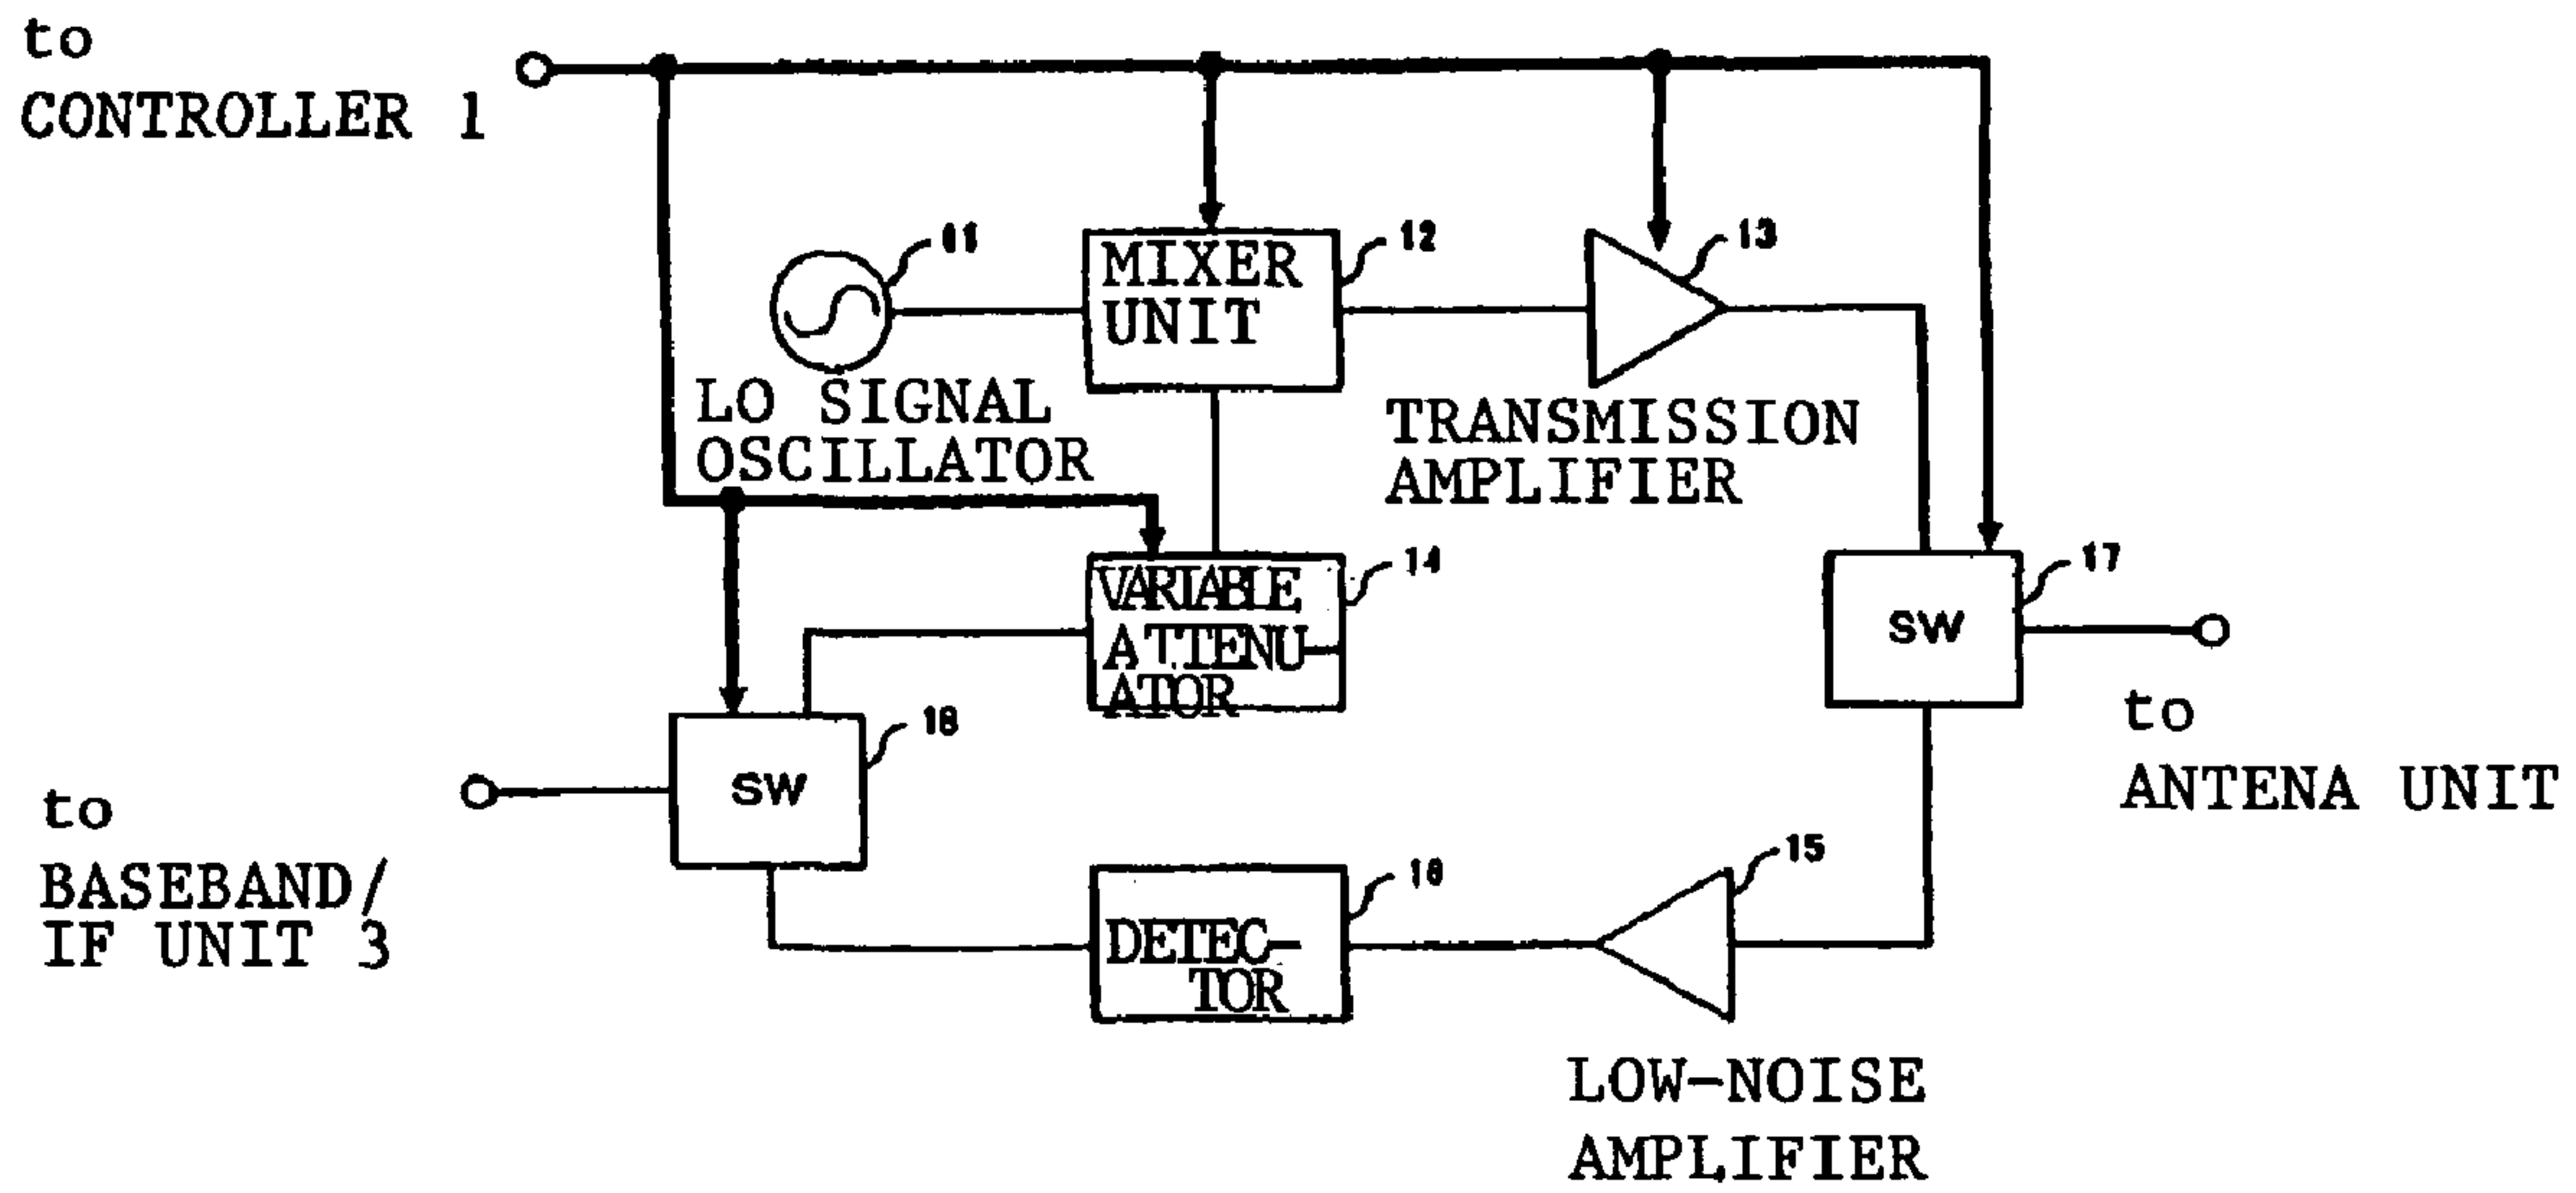 to
CONTROLLER 1
11
MIXER
UNIT
12
13
LO SIGNAL
OSCILLATOR
TRANSMISSION
AMPLIFIER
VARIABLE
ATTENU-
ATOR
14
SW
17
to
ANTENA UNIT
SW
18
to
BASEBAND/
IF UNIT 3
DETEC-
TOR
16
15
LOW-NOISE
AMPLIFIER